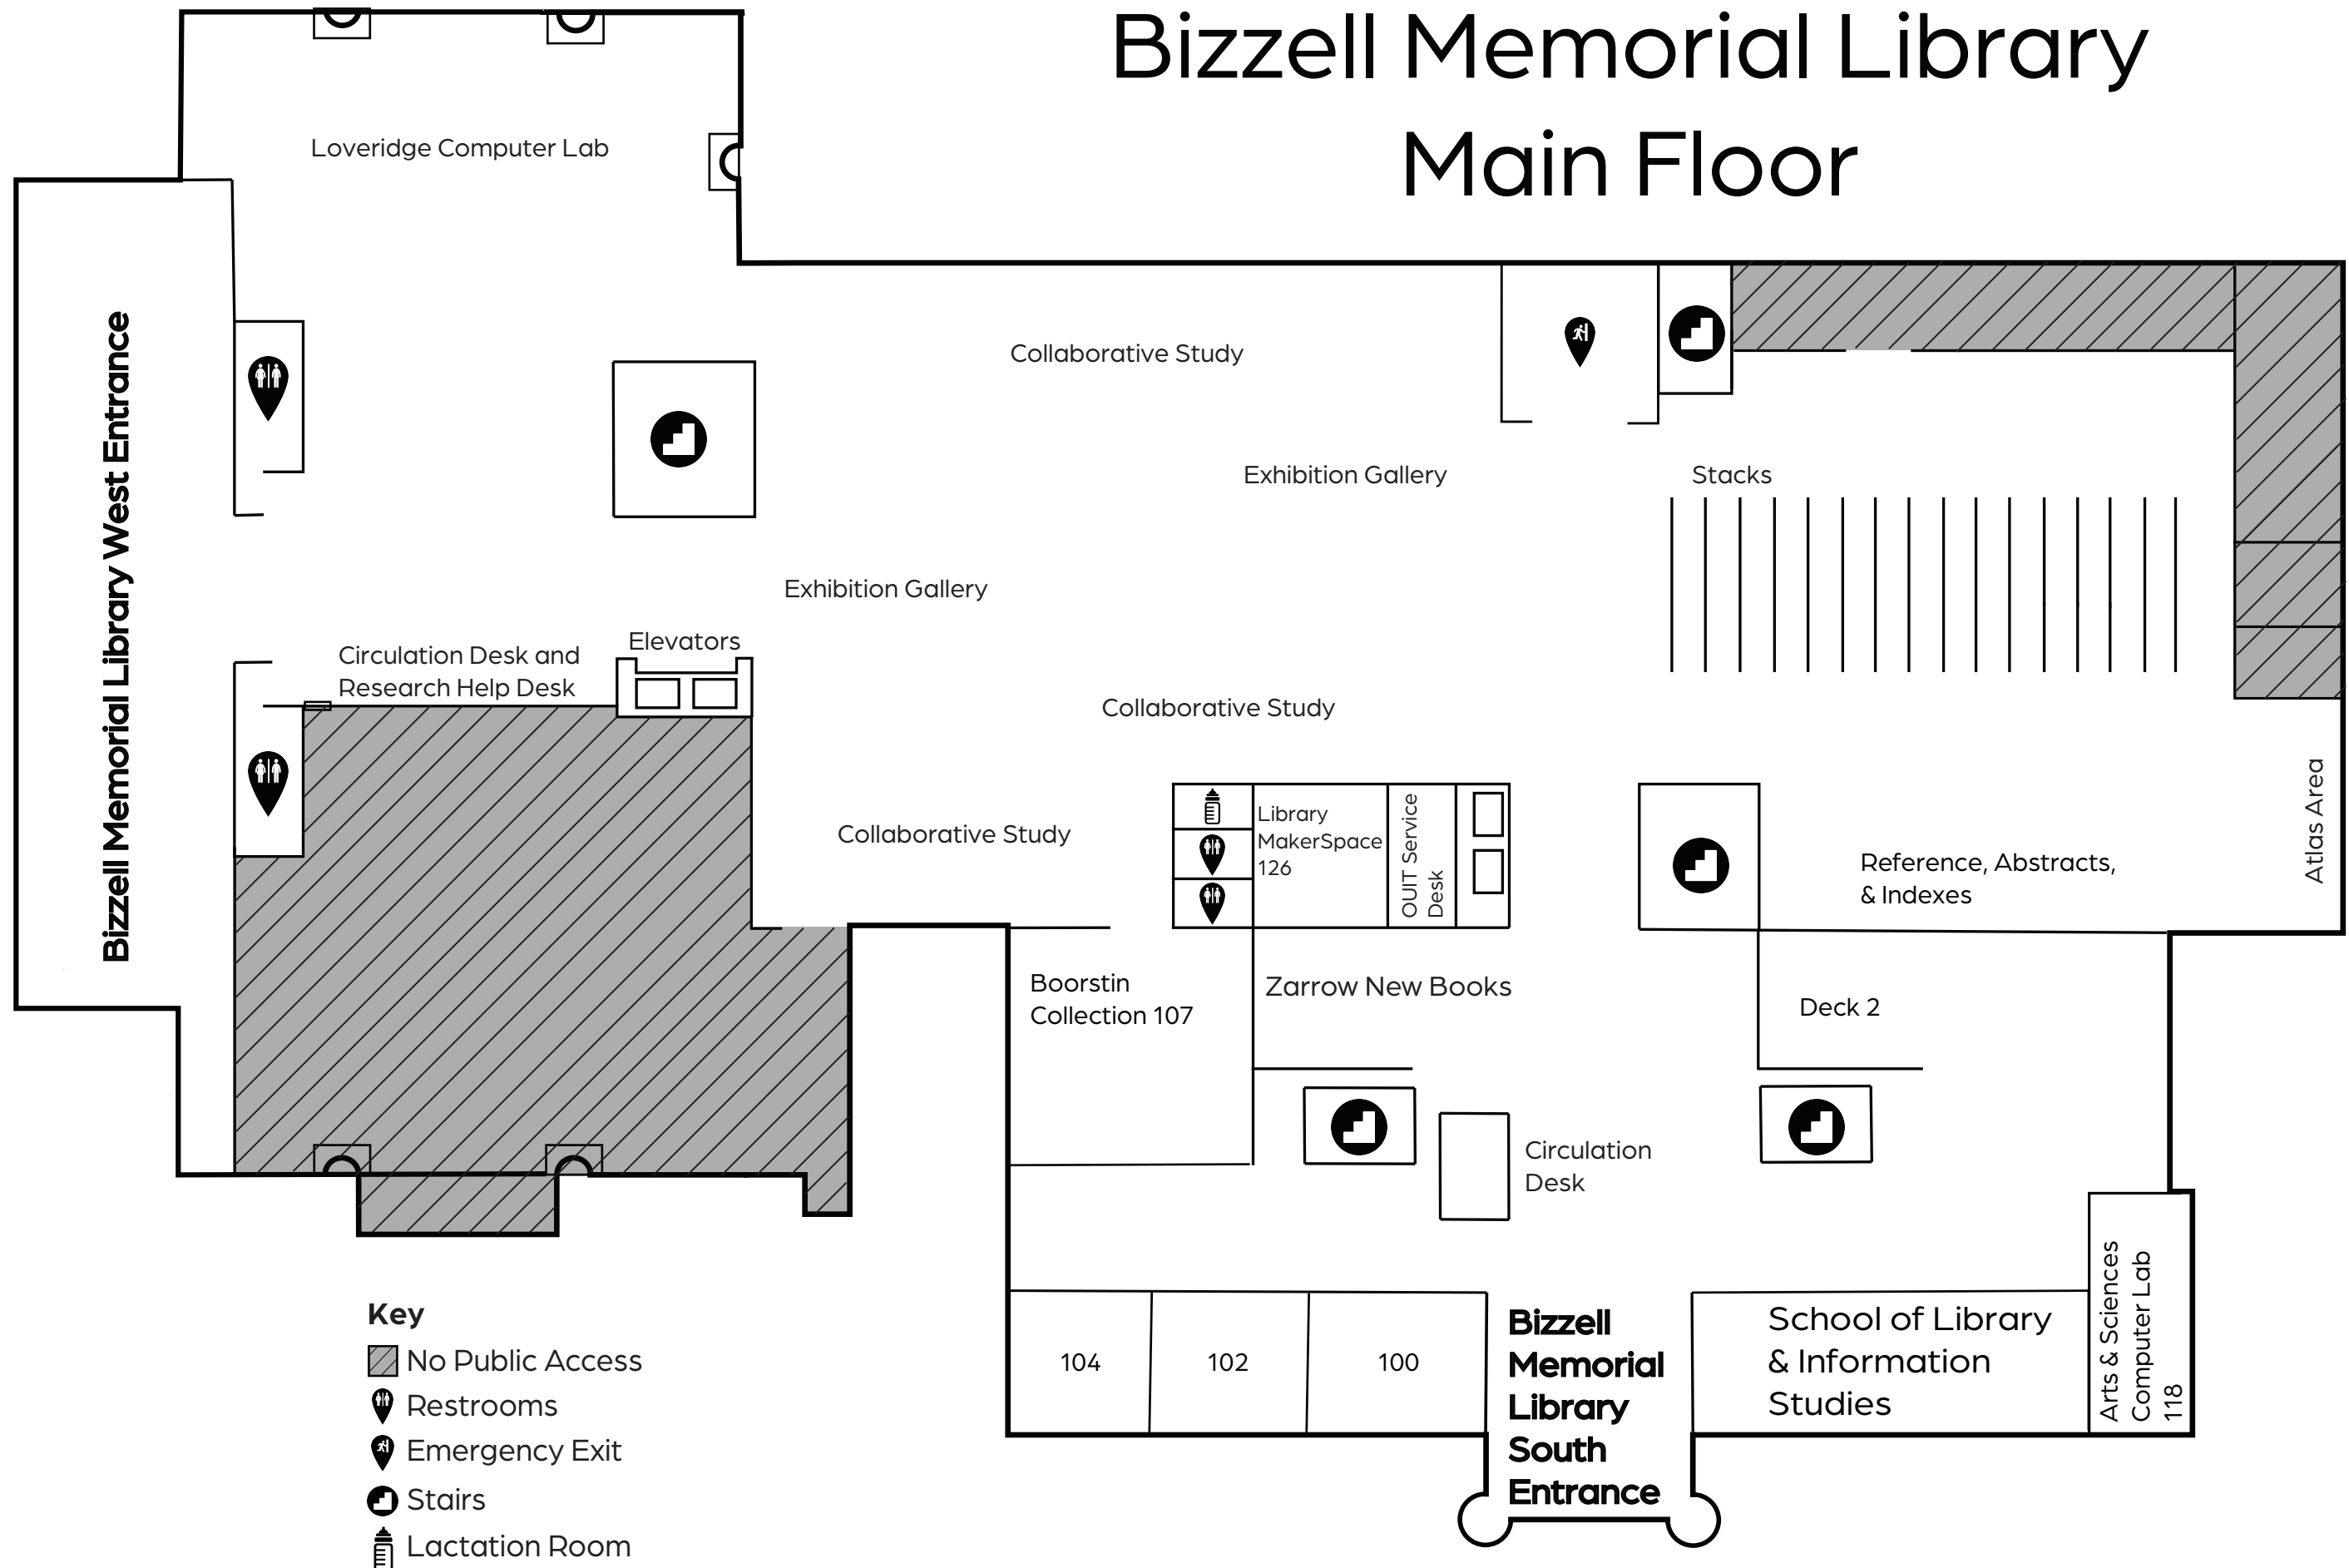 Bizzell Memorial Library
Main Floor
Loveridge Computer Lab
Bizzell Memorial Library West Entrance
Collaborative Study
Exhibition Gallery
Stacks
Exhibition Gallery
Elevators
Circulation Desk and
Research Help Desk
Collaborative Study
Collaborative Study
Library
MakerSpace
126
OUIT Service
Desk
Atlas Area
Reference, Abstracts,
& Indexes
Boorstin
Collection 107
Zarrow New Books
Deck 2
Circulation
Desk
104
102
100
Bizzell
Memorial
Library
South
Entrance
School of Library
& Information
Studies
Arts & Sciences
Computer Lab
118
Key
No Public Access
Restrooms
Emergency Exit
Stairs
Lactation Room